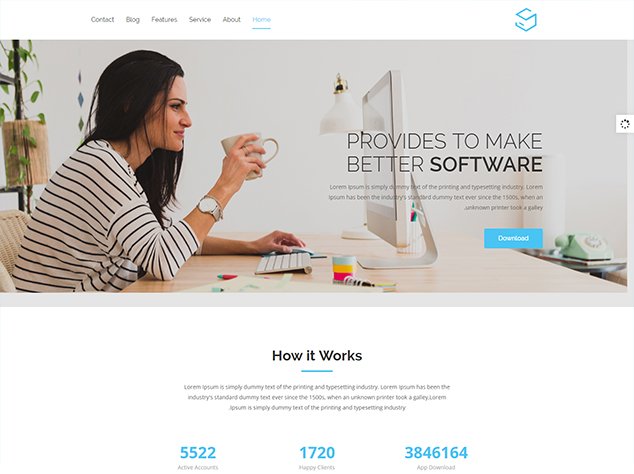 Contact Blog Features Service About Home
PROVIDES TO MAKE
BETTER SOFTWARE
Lorem Ipsum is simply dummy text of the printing and typesetting industry. Lorem
Ipsum has been the industry's standard dummy text ever since the 1500s, when an
.unknown printer took a galley
Download
How it Works
Lorem Ipsum is simply dummy text of the printing and typesetting industry. Lorem Ipsum has been the
industry's standard dummy text ever since the 1500s, when an unknown printer took a galley.Lorem
.Ipsum is simply dummy text of the printing and typesetting industry
5522 1720 3846164
Active Accounts Happy Clients App Download